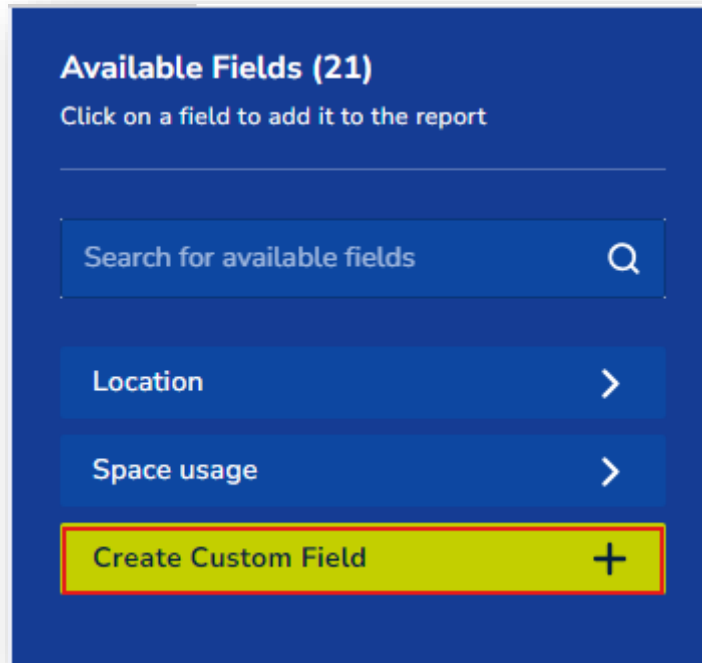 Available Fields (21)
Click on a field to add it to the report
Search for available fields
Location
Space usage
Create Custom Field